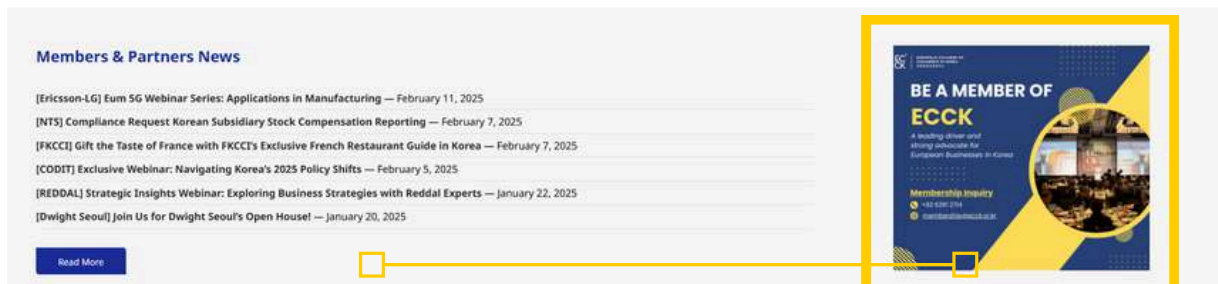 Members & Partners News
[Ericsson-LG] Eum 5G Webinar Series: Applications in Manufacturing — February 11, 2025
[NTS] Compliance Request Korean Subsidiary Stock Compensation Reporting — February 7, 2025
[FKCCI] Gift the Taste of France with FKCCI's Exclusive French Restaurant Guide in Korea — February 7, 2025
[CODIT] Exclusive Webinar: Navigating Korea's 2025 Policy Shifts — February 5, 2025
[REDDAL] Strategic Insights Webinar: Exploring Business Strategies with Reddal Experts — January 22, 2025
[Dwight Seoul] Join Us for Dwight Seoul's Open House! — January 20, 2025
Read More
BE A MEMBER OF
ECCK
A leading driver and
strong advocate for
European Businesses in Korea
Membership Inquiry